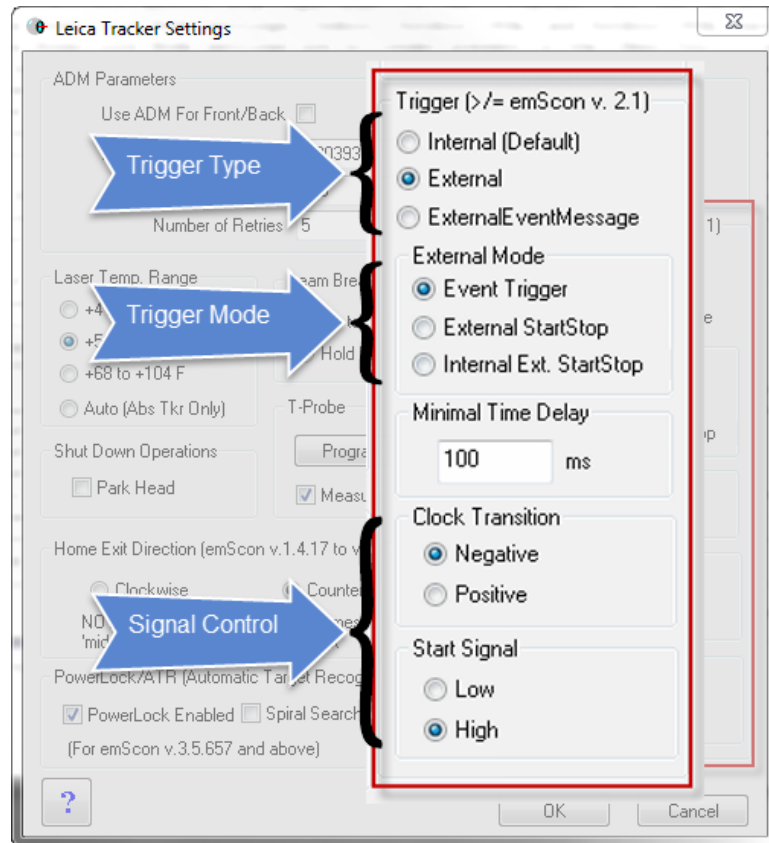 Leica Tracker Settings
ADM Parameters
Use ADM For Front/Back
Number of Retries 5
Laser Temp. Range
+68 to +104 F
Auto (Abs Tkr Only)
T-Probe
Shut Down Operations
Park Head
Home Exit Direction (emScon v.1.4.17 to
Clockwise
PowerLock/ATR (Automatic Target Recog
PowerLock Enabled
Spiral Search
(For emScon v.3.5.657 and above)
Trigger Type
Trigger Mode
Signal Control
Trigger (>/= emScon v. 2.1)
Internal (Default)
External
ExternalEventMessage
External Mode
Event Trigger
External StartStop
Internal Ext. StartStop
Minimal Time Delay
100 ms
Clock Transition
Negative
Positive
Start Signal
Low
High
?
OK
Cancel